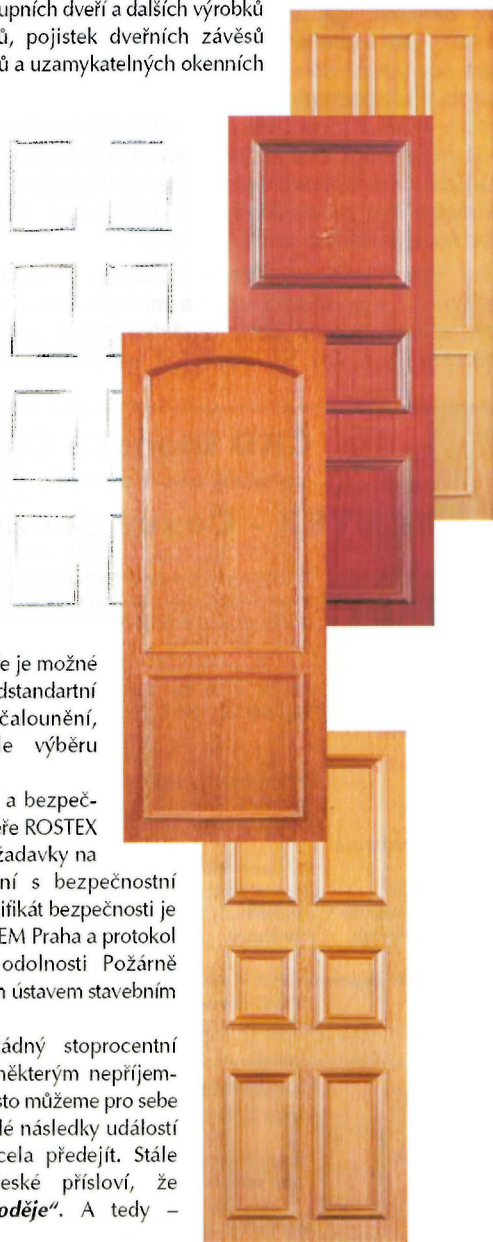 upních dveří a dalších výrobků
ů, pojistek dveřních závěsů
ů a uzamykatelných okenních
e je možné
dstandartní
čalounění,
le výběru
a bezpeč-
eře ROSTEX
žadavky na
ní s bezpečnostní
ifikát bezpečnosti je
EM Praha a protokol
odolnosti Požárně
n ústavem stavebním
ádný stoprocentní
některým nepříjem-
sto můžeme pro sebe
lé následky událostí
cela předejít. Stále
eské přísloví, že
oděje“. A tedy –